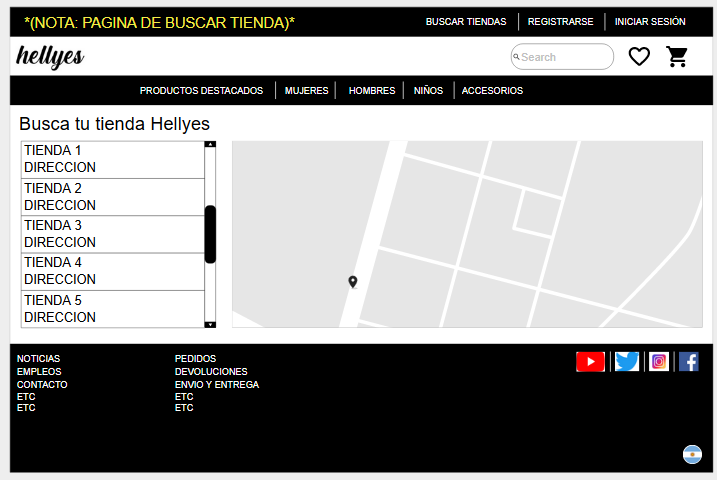 *(NOTA: PAGINA DE BUSCAR TIENDA)*
BUSCAR TIENDAS
REGISTRARSE
INICIAR SESIÓN
hellyes
Search
PRODUCTOS DESTACADOS
MUJERES
HOMBRES
NIÑOS
ACCESORIOS
Busca tu tienda Hellyes
TIENDA 1
DIRECCION
TIENDA 2
DIRECCION
TIENDA 3
DIRECCION
TIENDA 4
DIRECCION
TIENDA 5
DIRECCION
NOTICIAS
EMPLEOS
CONTACTO
ETC
ETC
PEDIDOS
DEVOLUCIONES
ENVIO Y ENTREGA
ETC
ETC